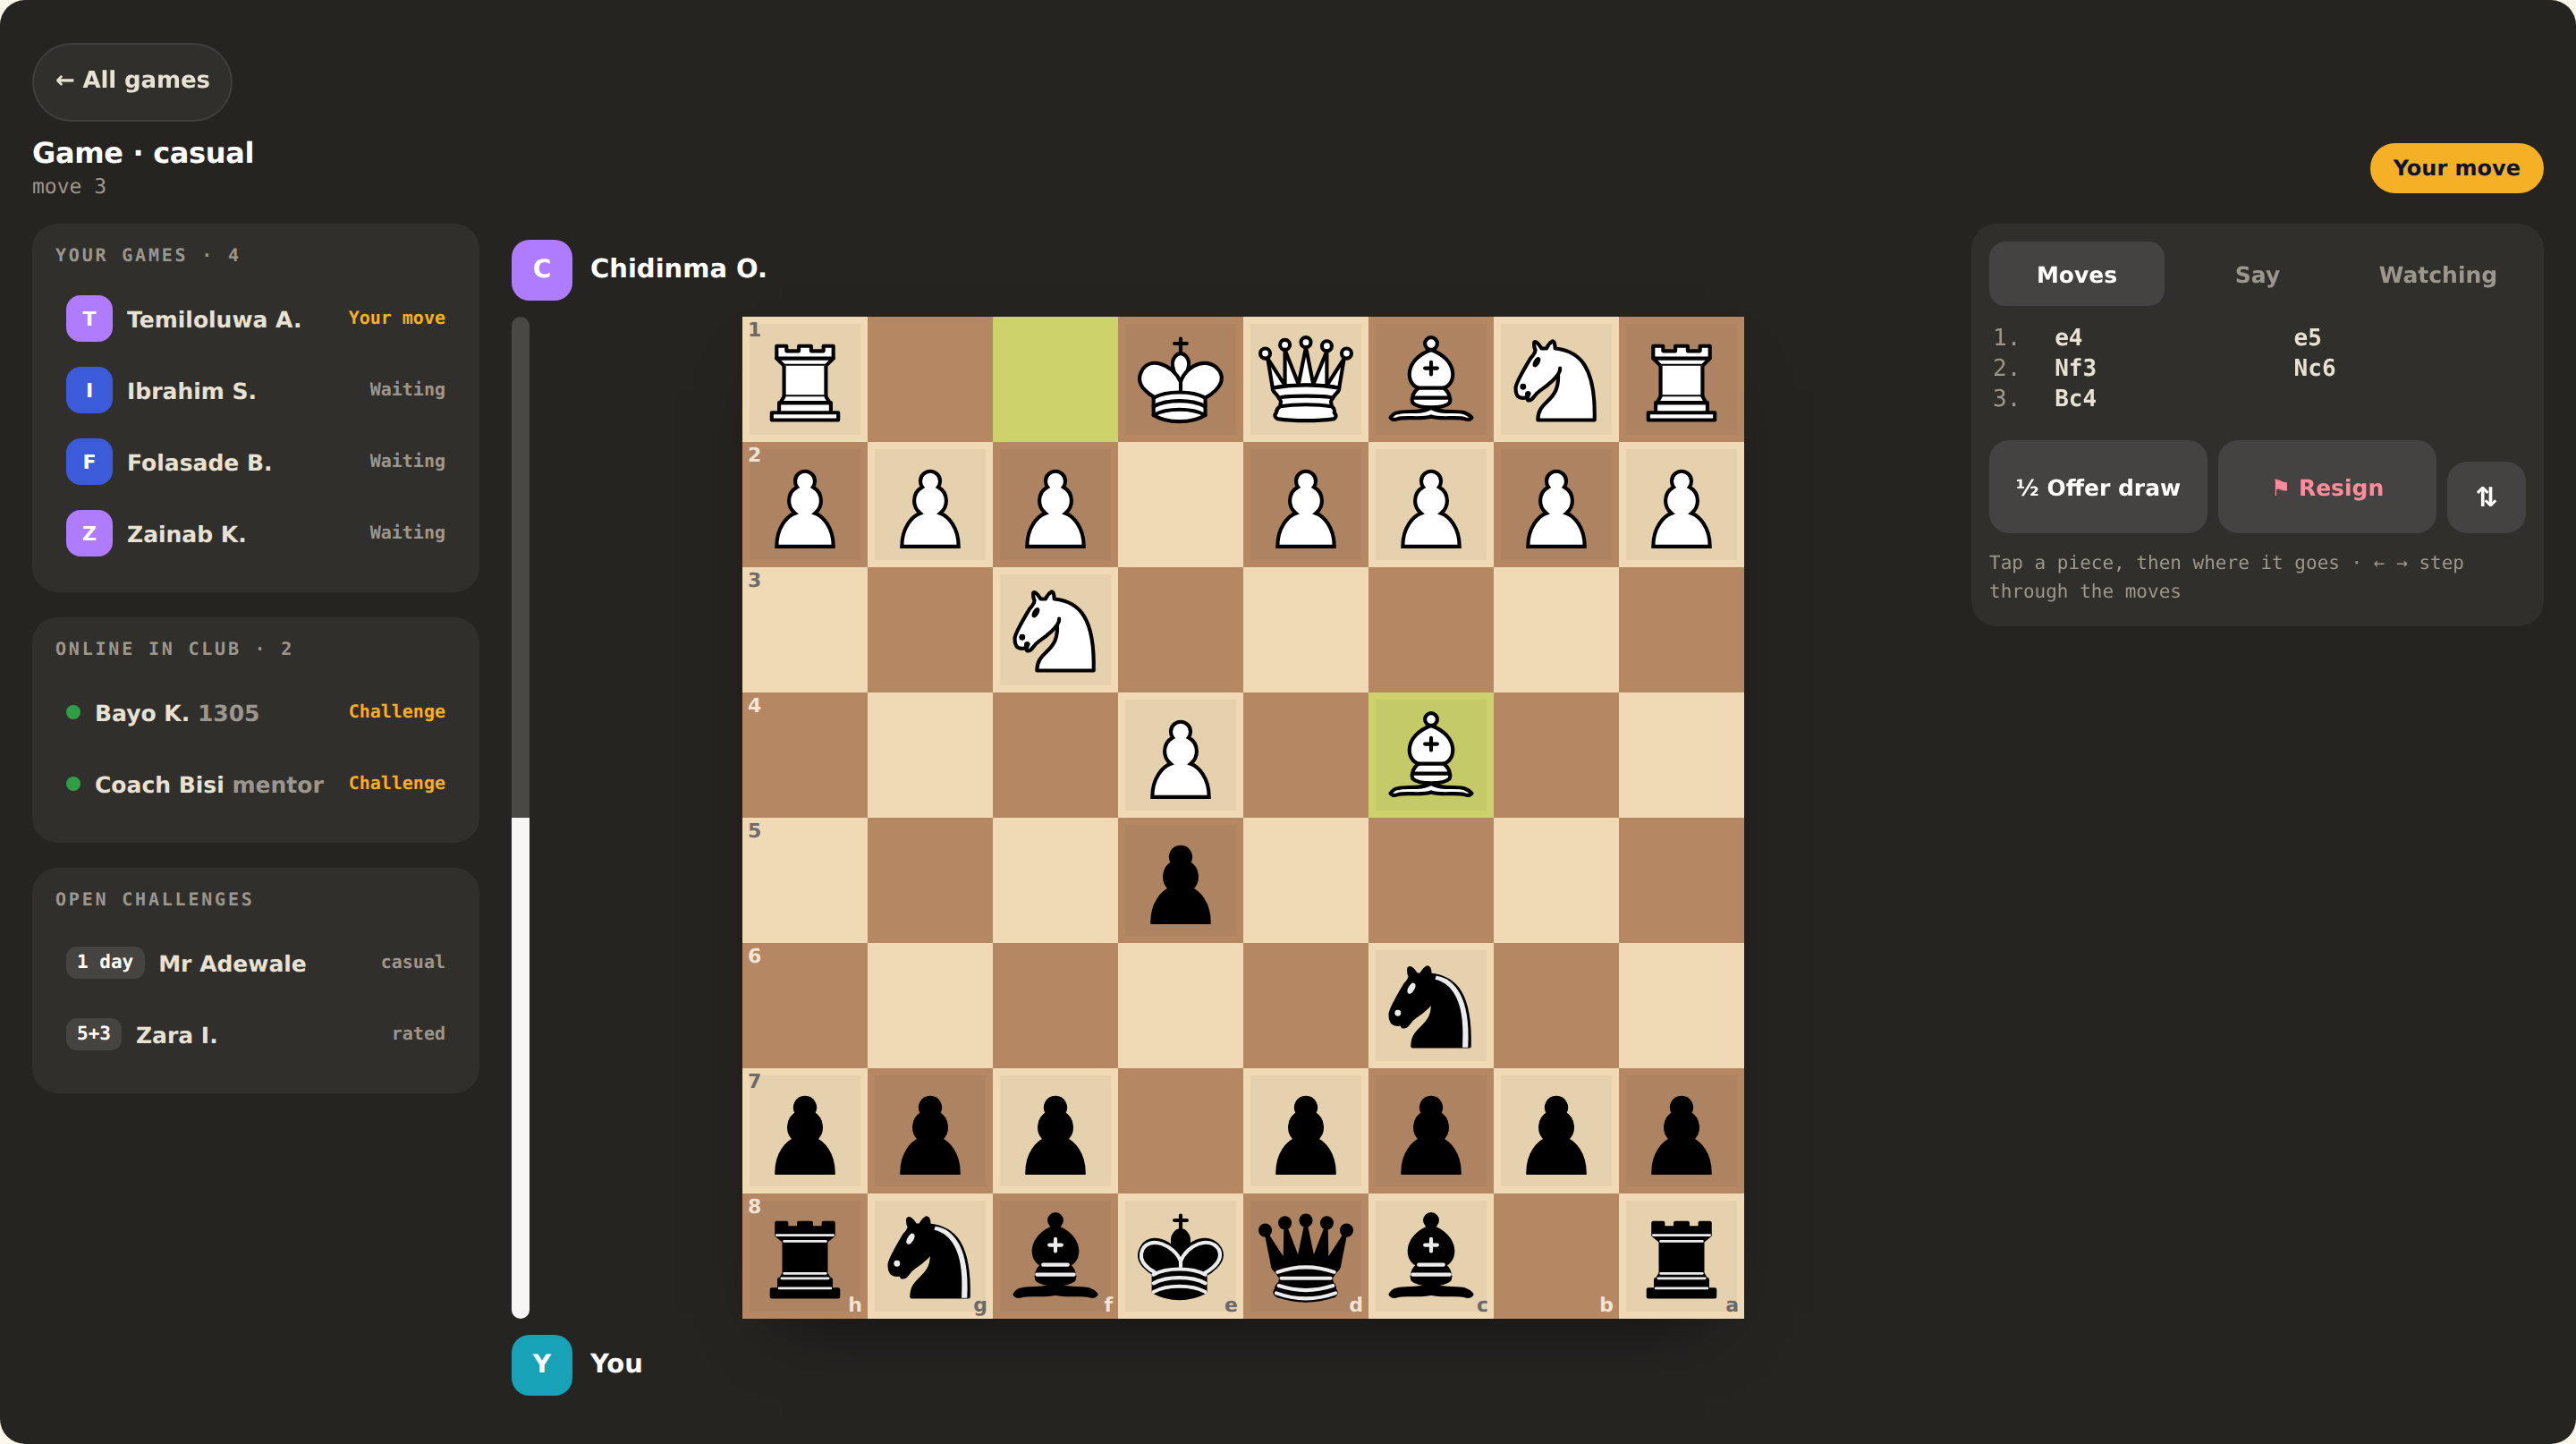 ← All games
Game · casual
move 3
Your move
YOUR GAMES · 4
T Temiloluwa A. Your move
I Ibrahim S. Waiting
F Folasade B. Waiting
Z Zainab K. Waiting
ONLINE IN CLUB · 2
Bayo K. 1305 Challenge
Coach Bisi mentor Challenge
OPEN CHALLENGES
1 day Mr Adewale casual
5+3 Zara I. rated
C Chidinma O.
1
2
3
4
5
6
7
8
h g f e d c b a
Y You
Moves Say Watching
1. e4 e5
2. Nf3 Nc6
3. Bc4
½ Offer draw ⚑ Resign ⇅
Tap a piece, then where it goes · ← → step
through the moves